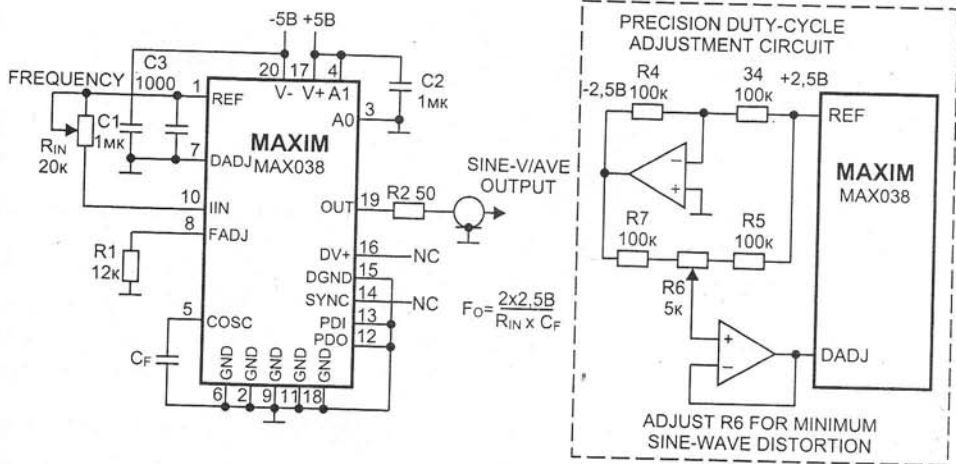 -5В +5В
20 17 4
V- V+ A1
C3
1000
FREQUENCY
1
REF
C2
1мк
3
A0
C1
1мк
MAXIM
MAX038
RIN
20к
7
DADJ
SINE-V/AVE
OUTPUT
10
IIN
OUT
19
R2 50
8
FADJ
DV+
16
NC
R1
12к
DGND
15
SYNC
14
NC
5
COSC
PDI
13
PDO
12
FO= 2x2,5В
RIN x CF
CF
GND GND GND GND GND
6 2 9 11 18
PRECISION DUTY-CYCLE
ADJUSTMENT CIRCUIT
R4
100к
34
100к
-2,5В
+2,5В
REF
MAXIM
MAX038
−
+
R7
100к
R5
100к
R6
5к
+
−
DADJ
ADJUST R6 FOR MINIMUM
SINE-WAVE DISTORTION